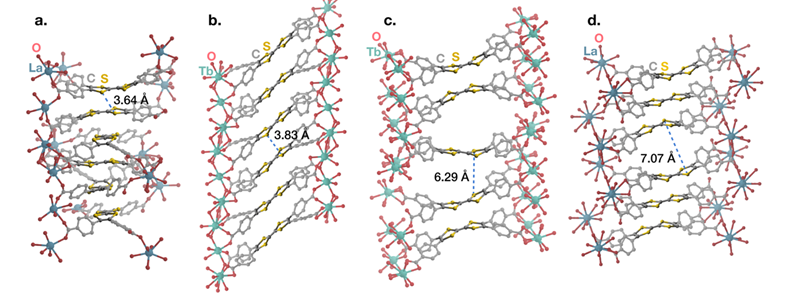 a.
O
La
C
S
3.64 Å
b.
O
Tb
C
S
3.83 Å
c.
O
Tb
C
S
6.29 Å
d.
O
La
C
S
7.07 Å